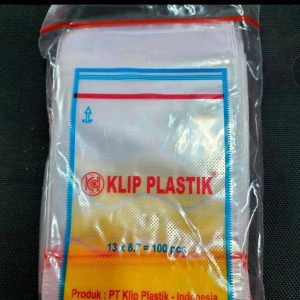 KLIP PLASTIK
13 x 8.7 = 100 pcs
Produk : PT Klip Plastik - Indonesia